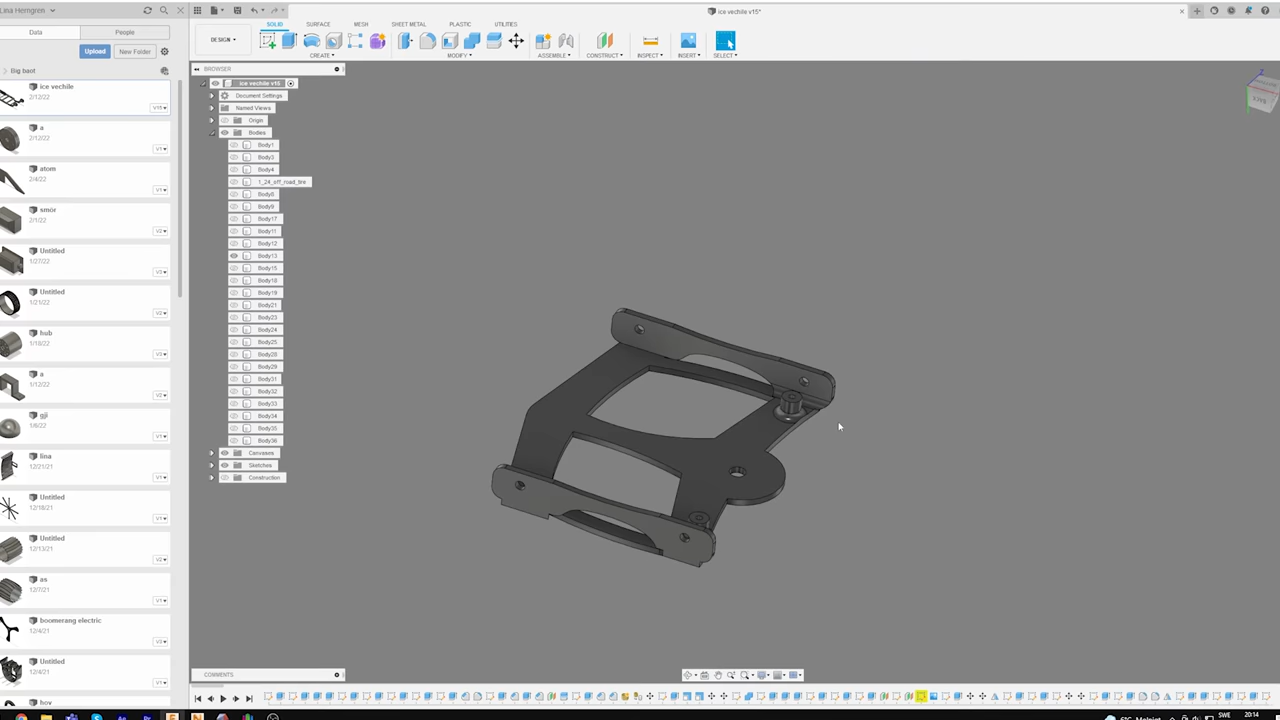 Lina Herngren
Data
People
Upload
New Folder
Big baot
ice vechile
2/12/22
V15
a
2/12/22
V1
atom
2/4/22
V1
smör
2/1/22
V2
Untitled
1/27/22
V3
Untitled
1/21/22
V2
hub
1/18/22
V3
a
1/12/22
V1
gji
1/6/22
V1
lina
12/21/21
V1
Untitled
12/18/21
V1
Untitled
12/13/21
V2
as
12/7/21
V1
boomerang electric
12/4/21
V3
Untitled
12/4/21
V2
hov
ice vechile v15*
SOLID
SURFACE
MESH
SHEET METAL
PLASTIC
UTILITIES
DESIGN
CREATE
MODIFY
ASSEMBLE
CONSTRUCT
INSPECT
INSERT
SELECT
BROWSER
ice vechile v15
Document Settings
Named Views
Origin
Bodies
Body1
Body3
Body4
1_24_off_road_tire
Body8
Body9
Body17
Body11
Body12
Body13
Body15
Body18
Body19
Body21
Body23
Body24
Body25
Body28
Body29
Body31
Body32
Body33
Body34
Body35
Body36
Canvases
Sketches
Construction
COMMENTS
SWE
20:14